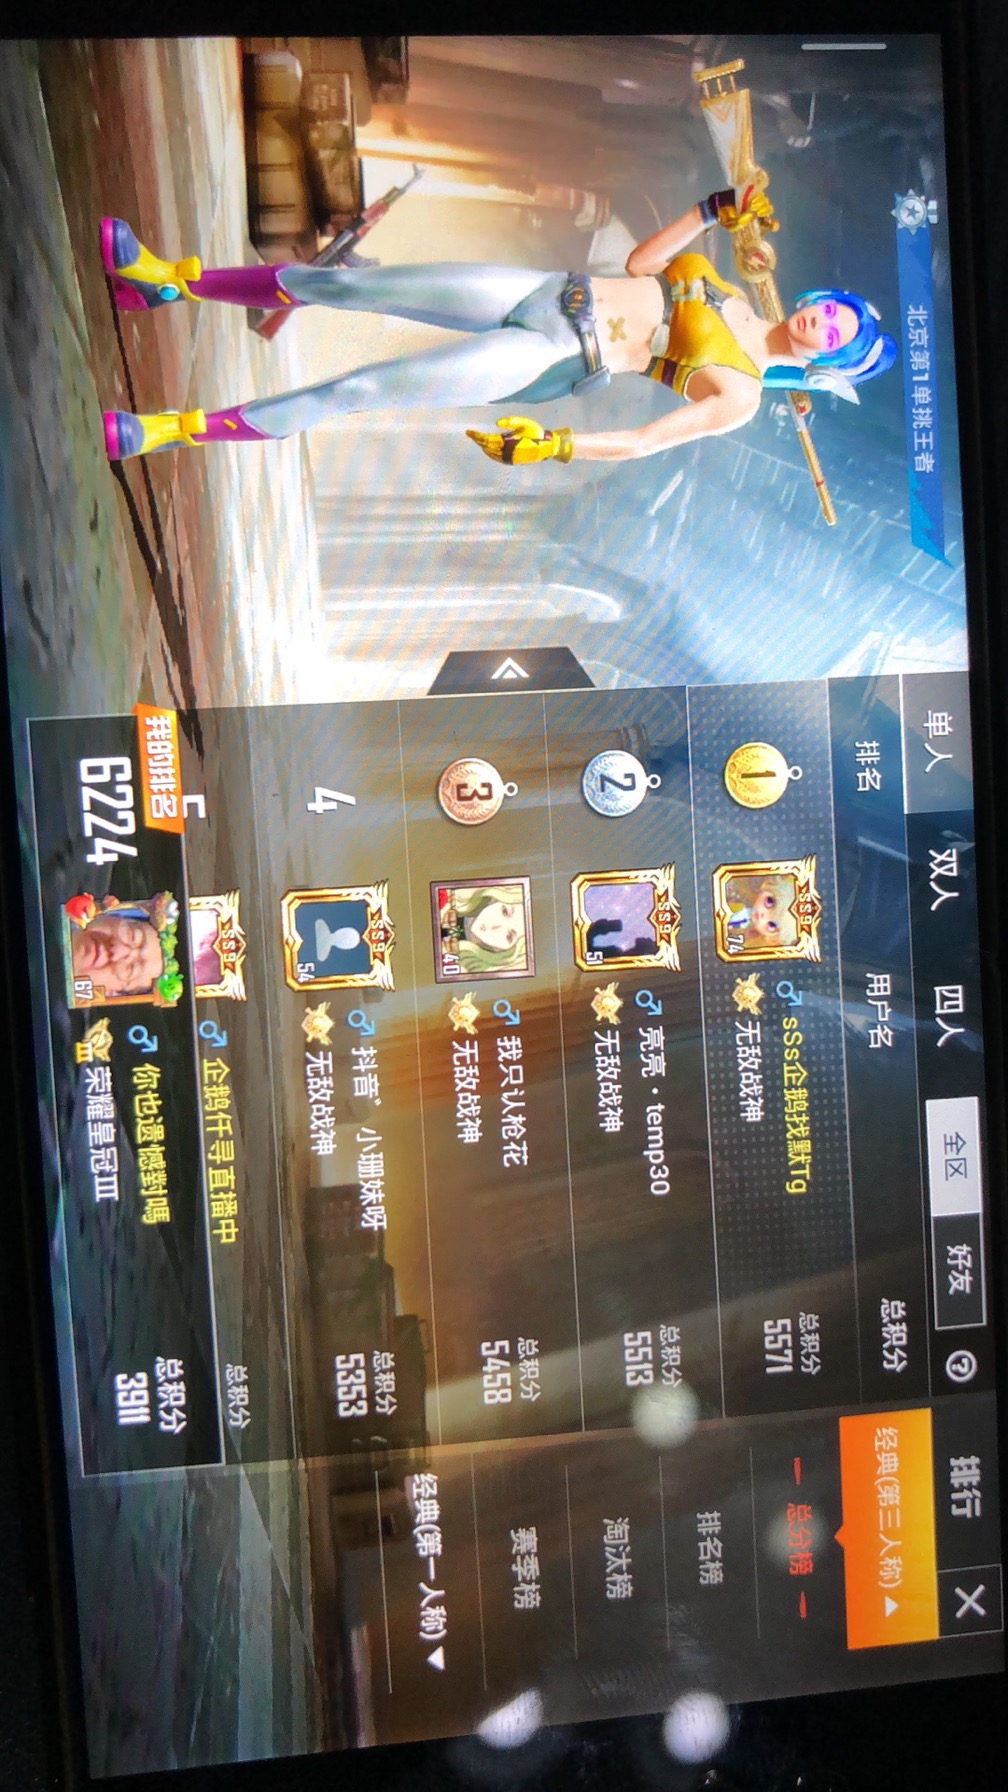 北京第1单挑王者
单人 双人 四人 全区 好友 ? 排行 X
排名 用户名 总积分
1 ss9 74 sSs企鹅找默Tg 总积分
无敌战神 5571
2 ss9 51 亮亮·temp30 总积分
无敌战神 5513
3 40 我只认枪花 总积分
无敌战神 5458
4 ss9 54 抖音〃小珊妹呀 总积分
无敌战神 5353
ss9 企鹅仟寻直播中 总积分
我的排名
6224 67 你也遗憾對嗎 总积分
荣耀皇冠III 3911
经典(第三人称)
总分榜
排名榜
淘汰榜
赛季榜
经典(第一人称)